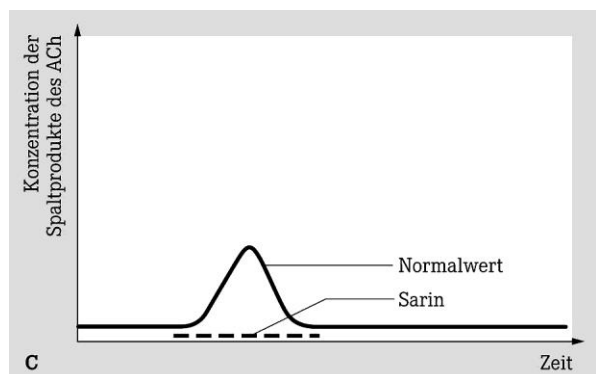 Konzentration der
Spaltprodukte des ACh
Normalwert
Sarin
C
Zeit